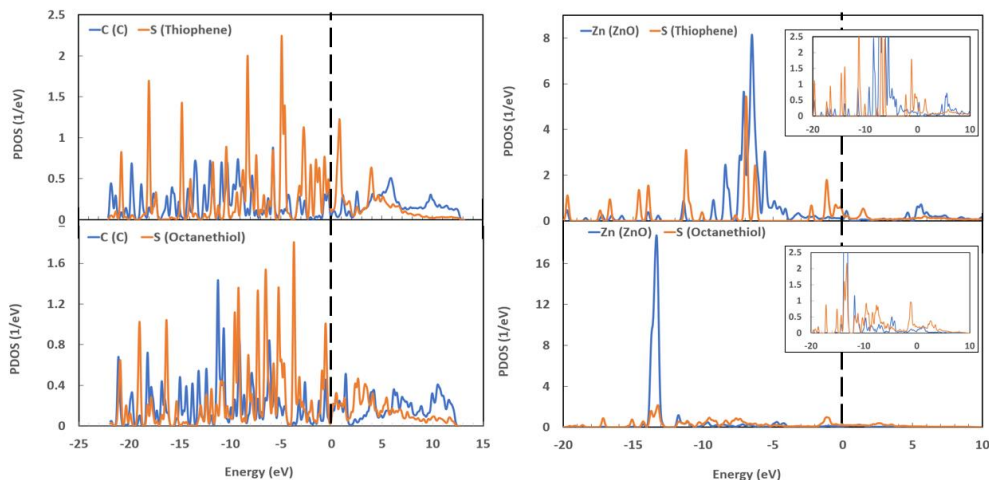 C (C) S (Thiophene)
PDOS (1/eV)
2.5
2
1.5
1
0.5
0
C (C) S (Octanethiol)
PDOS (1/eV)
2
1.6
1.2
0.8
0.4
0
-25 -20 -15 -10 -5 0 5 10 15
Energy (eV)
Zn (ZnO) S (Thiophene)
PDOS (1/eV)
8
6
4
2
0
2.5
2
1.5
1
0.5
0
-20 -10 0 10
Zn (ZnO) S (Octanethiol)
PDOS (1/eV)
16
12
8
4
0
2.5
2
1.5
1
0.5
0
-20 -10 0 10
-20 -15 -10 -5 0 5 10
Energy (eV)